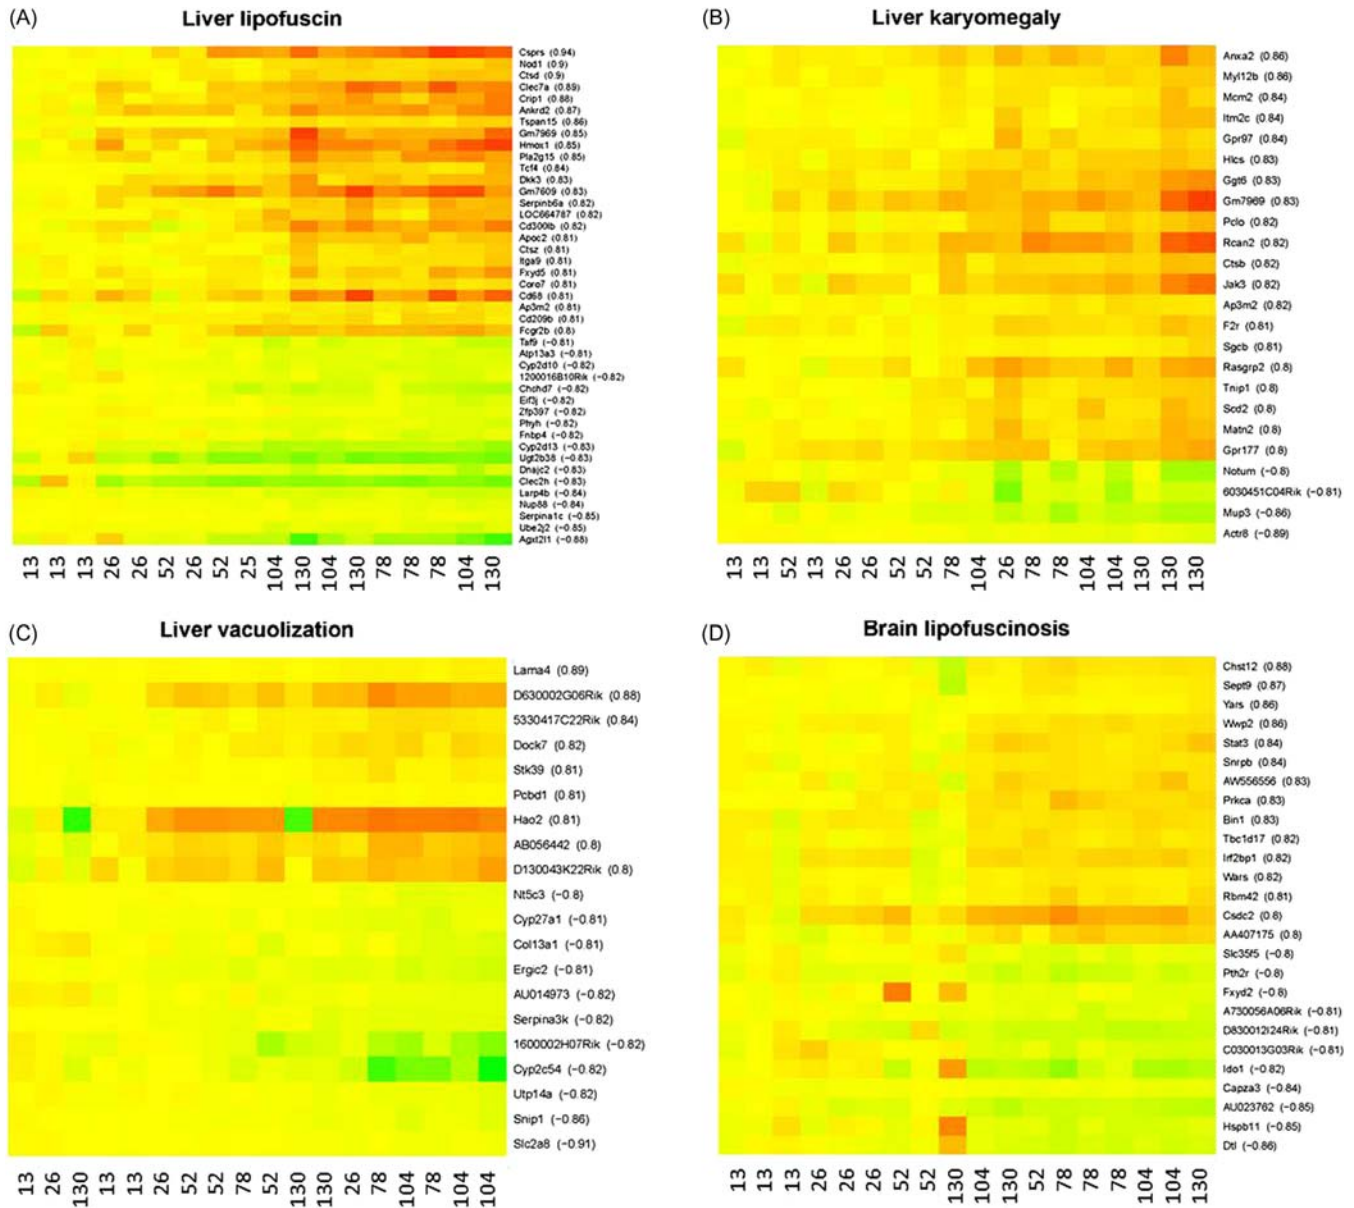 (A)
Liver lipofuscin
Csprs (0.94)
Nod1 (0.9)
Ctsd (0.9)
Clec7a (0.89)
Crip1 (0.88)
Ankrd2 (0.87)
Tspan15 (0.86)
Gm7969 (0.85)
Hmox1 (0.85)
Pla2g15 (0.85)
Tcf4 (0.84)
Dkk3 (0.83)
Gm7609 (0.83)
Serpinb6a (0.82)
LOC664787 (0.82)
Cd300lb (0.82)
Apoc2 (0.81)
Ctsz (0.81)
Itga9 (0.81)
Fxyd5 (0.81)
Coro7 (0.81)
Cd68 (0.81)
Ap3m2 (0.81)
Cd209b (0.81)
Fcgr2b (0.8)
Taf9 (−0.81)
Atp13a3 (−0.81)
Cyp2d10 (−0.82)
1200016B10Rik (−0.82)
Chchd7 (−0.82)
Eif3j (−0.82)
Zfp397 (−0.82)
Phyh (−0.82)
Fnbp4 (−0.82)
Cyp2d13 (−0.83)
Ugt2b38 (−0.83)
Dnajc2 (−0.83)
Clec2h (−0.83)
Larp4b (−0.84)
Nup88 (−0.84)
Serpina1c (−0.85)
Ube2j2 (−0.85)
Agxt2l1 (−0.88)
13 13 13 26 26 52 26 52 25 104 130 104 130 78 78 78 104 130
(B)
Liver karyomegaly
Anxa2 (0.86)
Myl12b (0.86)
Mcm2 (0.84)
Itm2c (0.84)
Gpr97 (0.84)
Hlcs (0.83)
Ggt6 (0.83)
Gm7969 (0.83)
Pclo (0.82)
Rcan2 (0.82)
Ctsb (0.82)
Jak3 (0.82)
Ap3m2 (0.82)
F2r (0.81)
Sgcb (0.81)
Rasgrp2 (0.8)
Tnip1 (0.8)
Scd2 (0.8)
Matn2 (0.8)
Gpr177 (0.8)
Notum (−0.8)
6030451C04Rik (−0.81)
Mup3 (−0.86)
Actr8 (−0.89)
13 13 52 13 26 26 52 52 78 104 26 78 78 104 104 130 130 130
(C)
Liver vacuolization
Lama4 (0.89)
D630002G06Rik (0.88)
5330417C22Rik (0.84)
Dock7 (0.82)
Stk39 (0.81)
Pcbd1 (0.81)
Hao2 (0.81)
AB056442 (0.8)
D130043K22Rik (0.8)
Nt5c3 (−0.8)
Cyp27a1 (−0.81)
Col13a1 (−0.81)
Ergic2 (−0.81)
AU014973 (−0.82)
Serpina3k (−0.82)
1600002H07Rik (−0.82)
Cyp2c54 (−0.82)
Utp14a (−0.82)
Snip1 (−0.86)
Slc2a8 (−0.91)
13 26 130 13 13 26 52 52 78 52 130 130 26 78 104 78 104 104
(D)
Brain lipofuscinosis
Chst12 (0.88)
Sept9 (0.87)
Yars (0.86)
Wwp2 (0.86)
Stat3 (0.84)
Snrpb (0.84)
AW556556 (0.83)
Prkca (0.83)
Bin1 (0.83)
Tbc1d17 (0.82)
Irf2bp1 (0.82)
Wars (0.82)
Rbm42 (0.81)
Csdc2 (0.8)
AA407175 (0.8)
Slc35f5 (−0.8)
Pth2r (−0.8)
Fxyd2 (−0.8)
A730056A06Rik (−0.81)
D830012I24Rik (−0.81)
C030013G03Rik (−0.81)
Ido1 (−0.82)
Capza3 (−0.84)
AU023762 (−0.85)
Hspb11 (−0.85)
Dtl (−0.86)
13 13 13 26 26 26 52 52 130 104 130 52 78 78 78 104 104 130